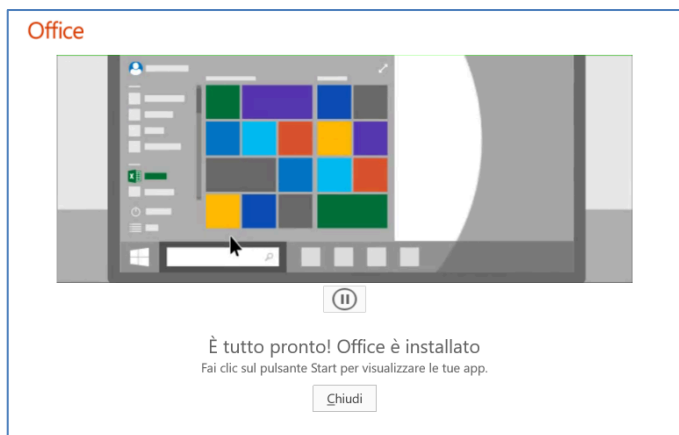 Office
È tutto pronto! Office è installato
Fai clic sul pulsante Start per visualizzare le tue app.
Chiudi